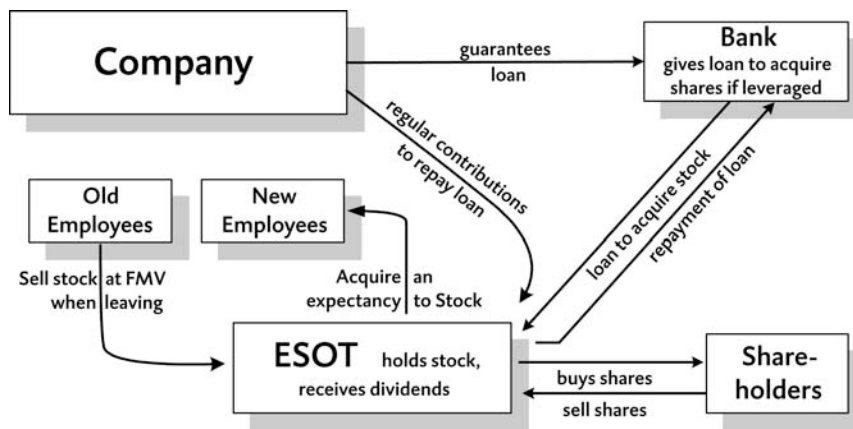 Company
guarantees
loan
Bank
gives loan to acquire
shares if leveraged
regular contributions
to repay loan
loan to acquire stock
repayment of loan
Old
Employees
New
Employees
Sell stock at FMV
when leaving
Acquire an
expectancy to Stock
ESOT holds stock,
receives dividends
buys shares
sell shares
Share-
holders